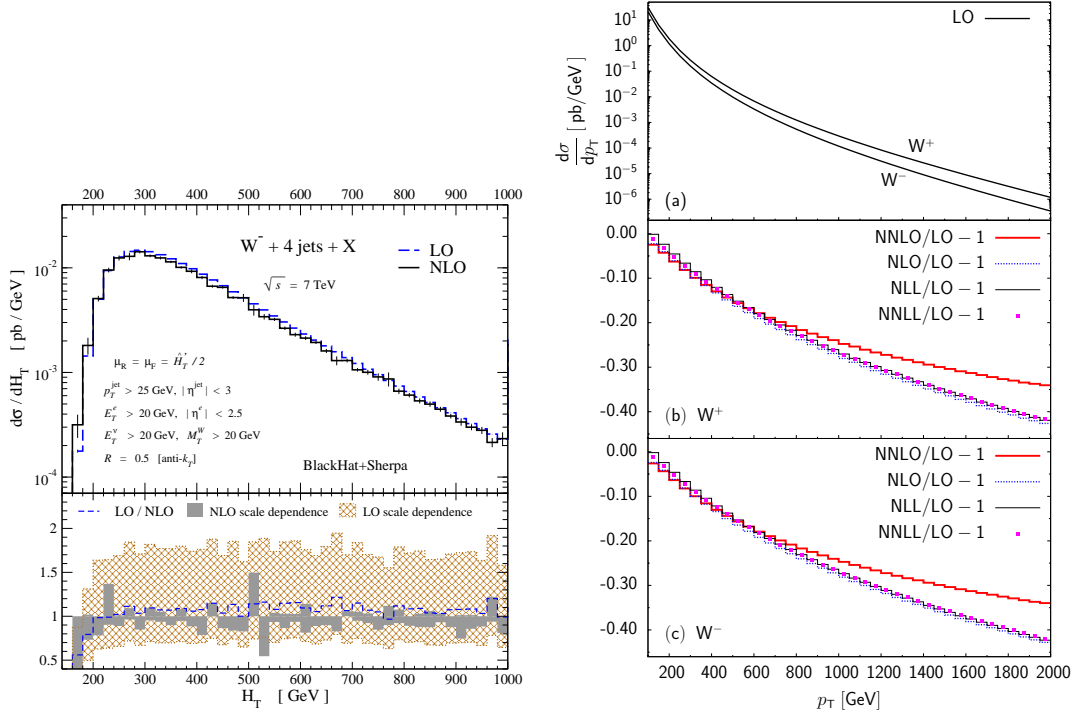 200 400 600 800 1000
W⁻ + 4 jets + X
LO
NLO
√s = 7 TeV
10⁻²
10⁻³
10⁻⁴
dσ / dH_T [ pb / GeV ]
μ_R = μ_F = Ĥ_T' / 2
p_T^jet > 25 GeV, | η^jet | < 3
E_T^e > 20 GeV, | η^e | < 2.5
E_T^ν > 20 GeV, M_T^W > 20 GeV
R = 0.5 [anti-k_T]
BlackHat+Sherpa
LO / NLO NLO scale dependence LO scale dependence
2
1.5
1
0.5
200 300 400 500 600 700 800 900 1000
H_T [ GeV ]
dσ/dp_T [ pb/GeV ]
10¹
10⁰
10⁻¹
10⁻²
10⁻³
10⁻⁴
10⁻⁵
10⁻⁶
LO
W⁺
W⁻
(a)
0.00
-0.10
-0.20
-0.30
-0.40
NNLO/LO − 1
NLO/LO − 1
NLL/LO − 1
NNLL/LO − 1
(b) W⁺
0.00
-0.10
-0.20
-0.30
-0.40
NNLO/LO − 1
NLO/LO − 1
NLL/LO − 1
NNLL/LO − 1
(c) W⁻
200 400 600 800 1000 1200 1400 1600 1800 2000
p_T [GeV]